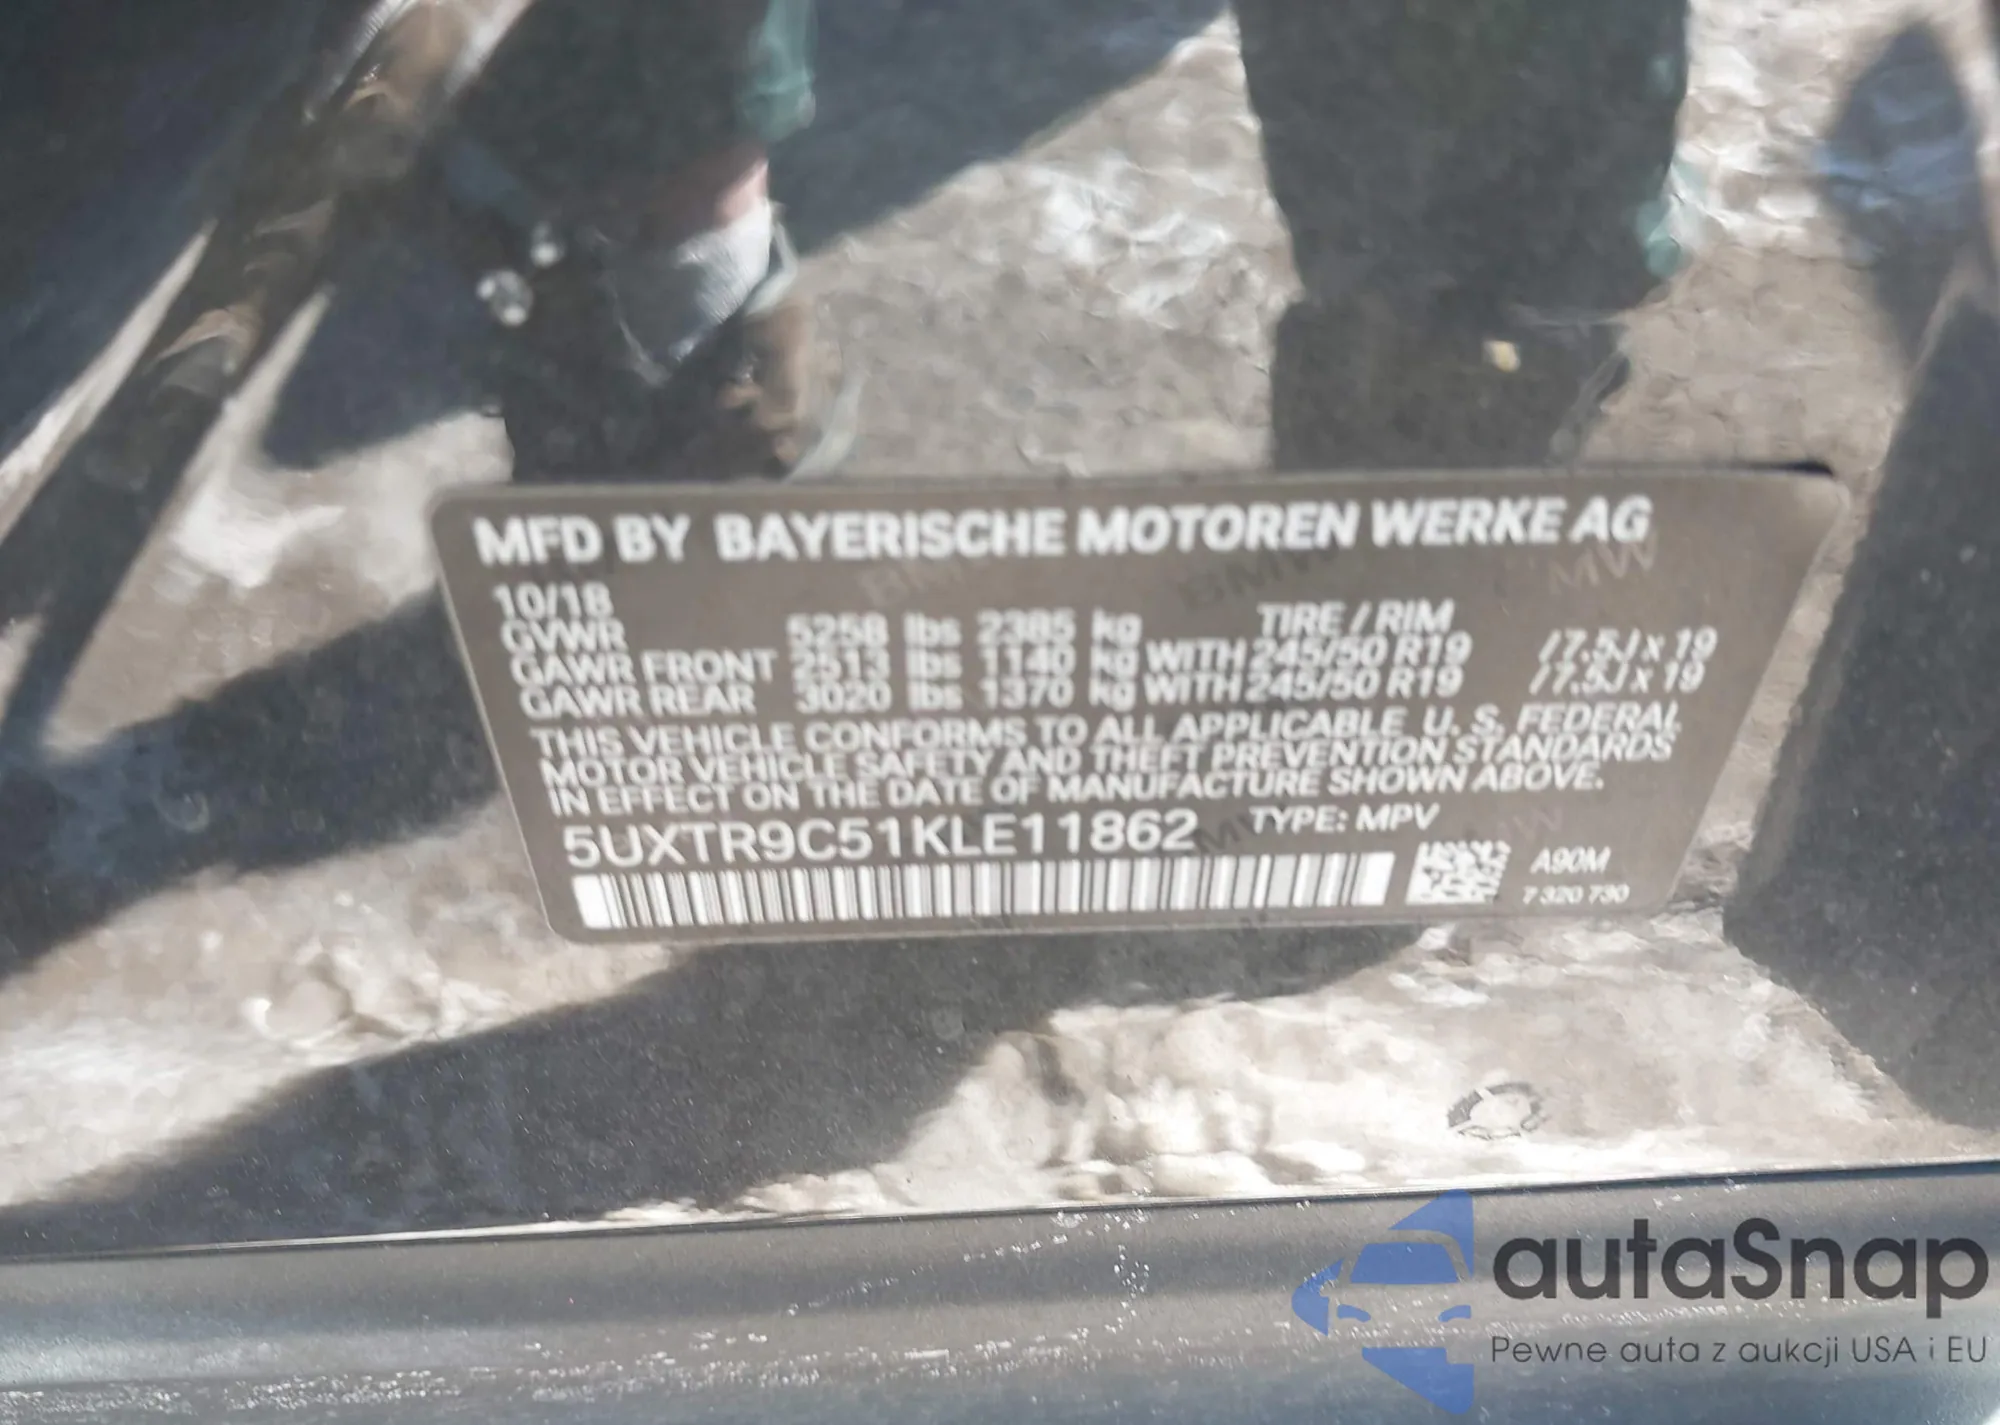 MFD BY BAYERISCHE MOTOREN WERKE AG
10/18
GVWR 5258 lbs 2385 kg TIRE / RIM
GAWR FRONT 2513 lbs 1140 kg WITH 245/50 R19 / 7.5J x 19
GAWR REAR 3020 lbs 1370 kg WITH 245/50 R19 / 7.5J x 19
THIS VEHICLE CONFORMS TO ALL APPLICABLE U. S. FEDERAL
MOTOR VEHICLE SAFETY AND THEFT PREVENTION STANDARDS
IN EFFECT ON THE DATE OF MANUFACTURE SHOWN ABOVE.
5UXTR9C51KLE11862 TYPE: MPV
A90M
7 320 730
autaSnap
Pewne auta z aukcji USA i EU